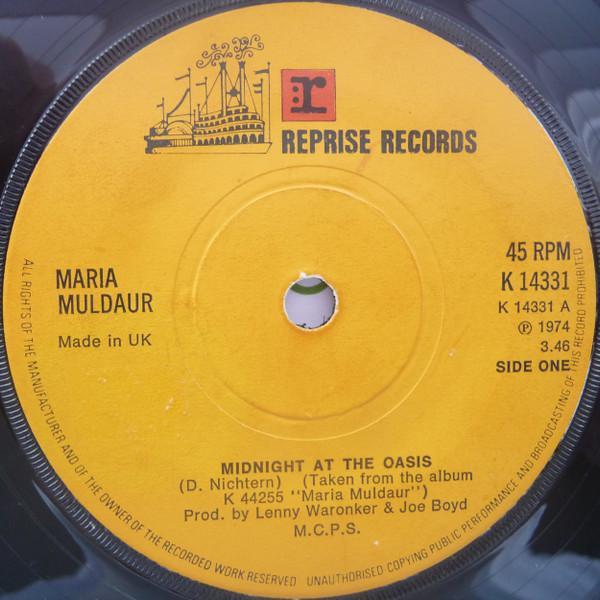 r
REPRISE RECORDS
MARIA
MULDAUR
Made in UK
45 RPM
K 14331
K 14331 A
℗ 1974
3.46
SIDE ONE
MIDNIGHT AT THE OASIS
(D. Nichtern) (Taken from the album
K 44255 "Maria Muldaur")
Prod. by Lenny Waronker & Joe Boyd
M.C.P.S.
ALL RIGHTS OF THE MANUFACTURER AND OF THE OWNER OF THE RECORDED WORK RESERVED UNAUTHORISED COPYING PUBLIC PERFORMANCE AND BROADCASTING OF THIS RECORD PROHIBITED